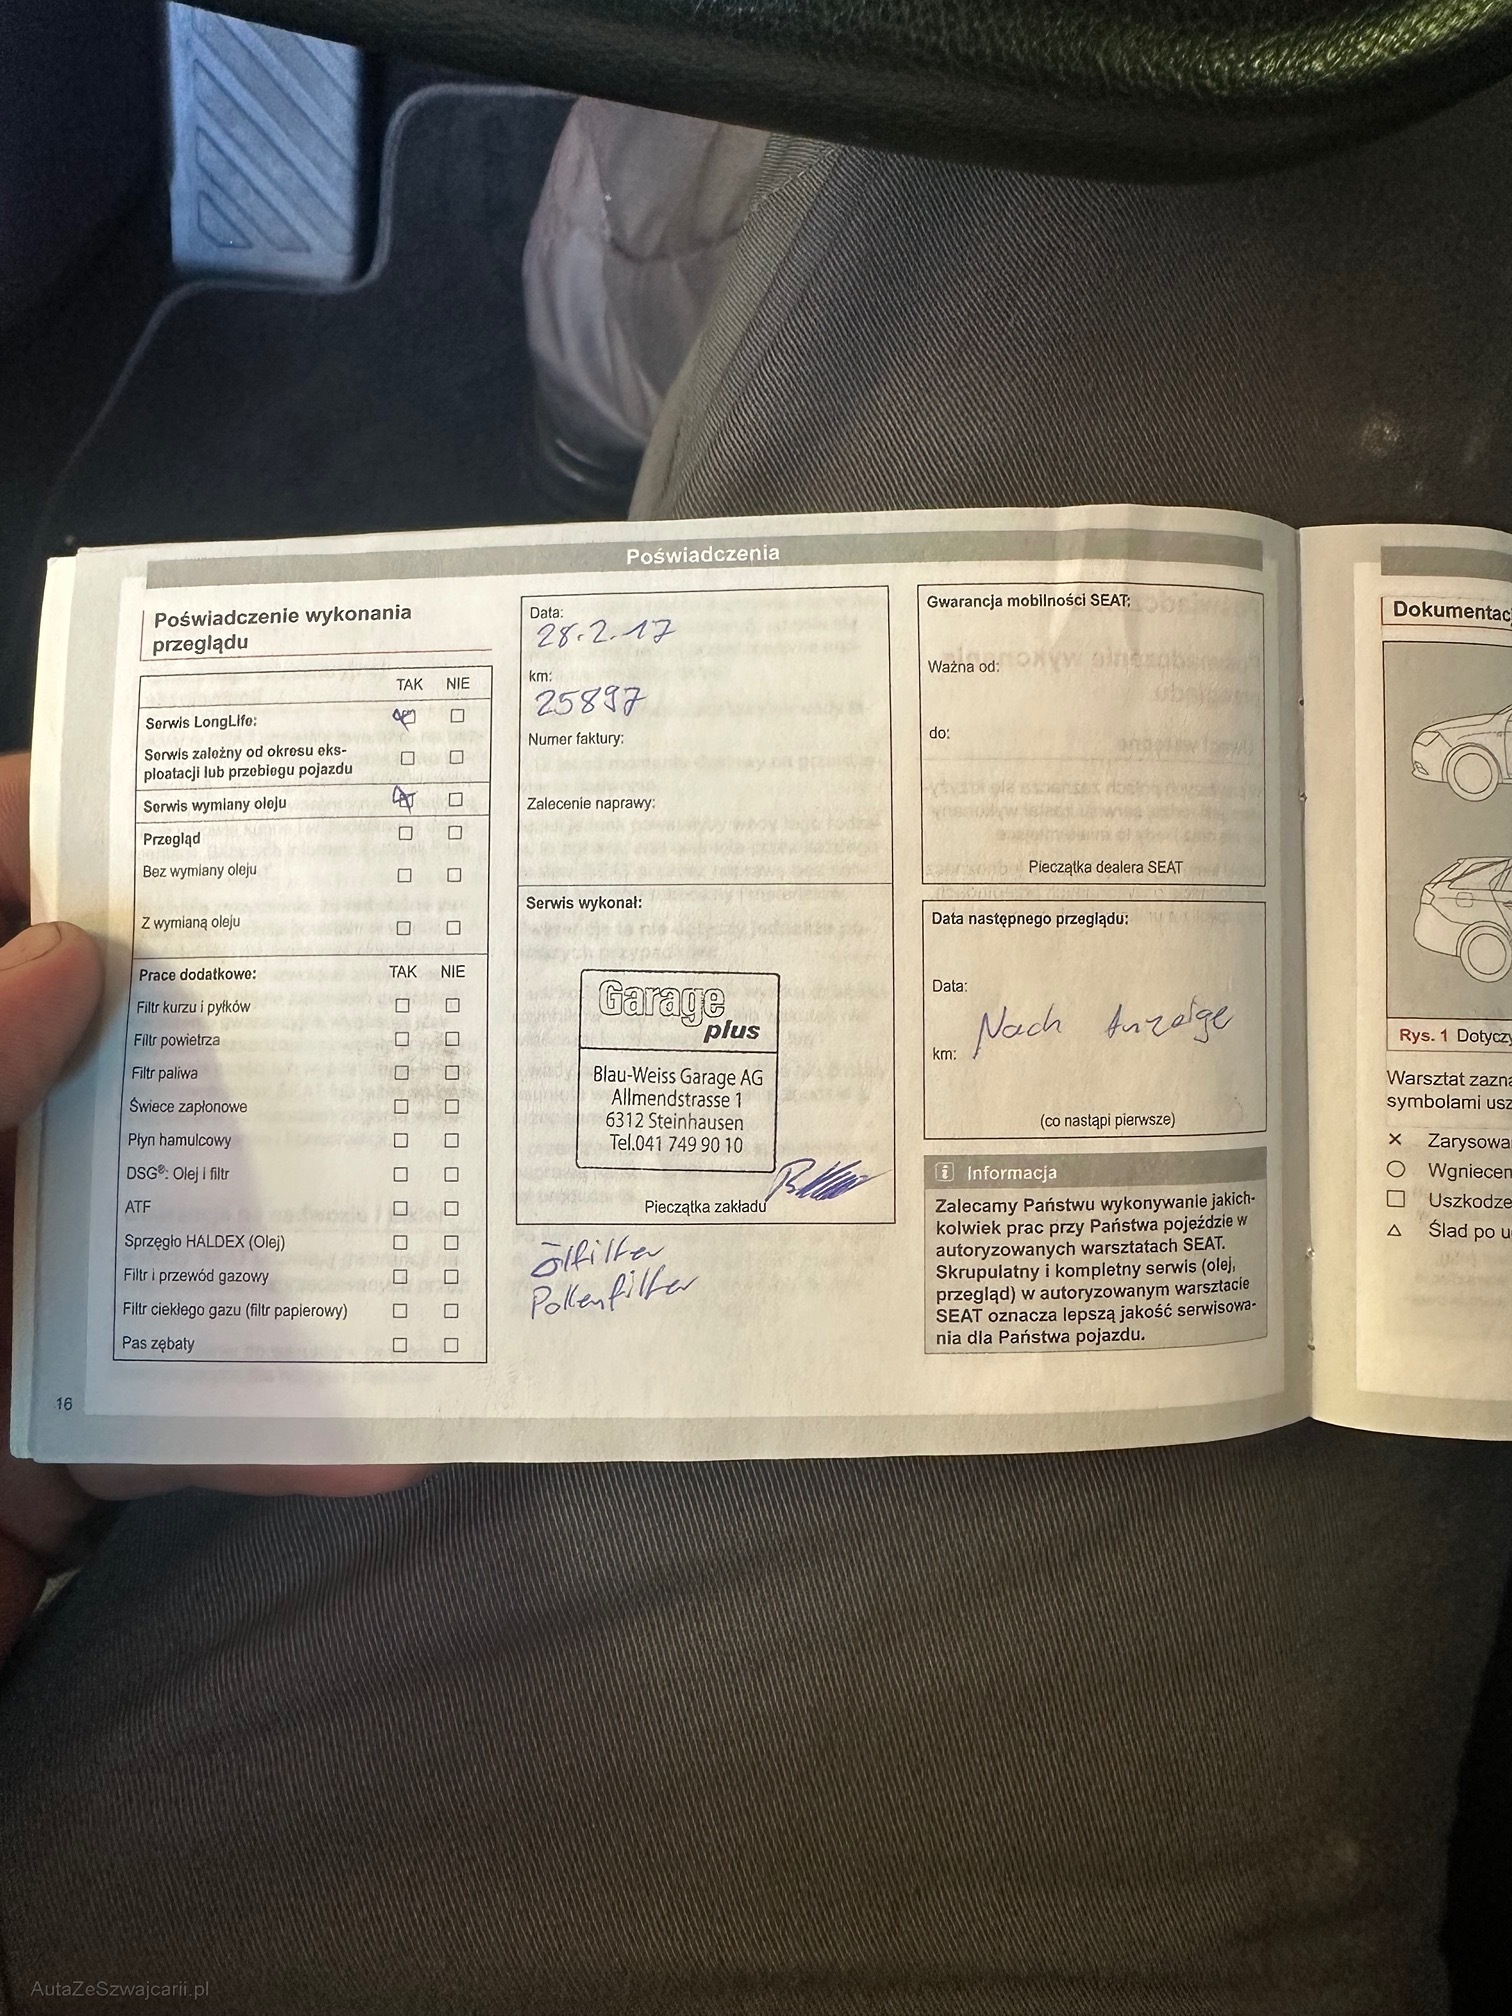 Poświadczenia
Poświadczenie wykonania
przeglądu
TAK NIE
Serwis LongLife:
Serwis zależny od okresu eks-
ploatacji lub przebiegu pojazdu
Serwis wymiany oleju
Przegląd
Bez wymiany oleju
Z wymianą oleju
Prace dodatkowe: TAK NIE
Filtr kurzu i pyłków
Filtr powietrza
Filtr paliwa
Świece zapłonowe
Płyn hamulcowy
DSG®: Olej i filtr
ATF
Sprzęgło HALDEX (Olej)
Filtr i przewód gazowy
Filtr ciekłego gazu (filtr papierowy)
Pas zębaty
16
Data:
28.2.17
km:
25897
Numer faktury:
Zalecenie naprawy:
Serwis wykonał:
Garage
plus
Blau-Weiss Garage AG
Allmendstrasse 1
6312 Steinhausen
Tel.041 749 90 10
Pieczątka zakładu
Ölfilter
Pollenfilter
Gwarancja mobilności SEAT:
Ważna od:
do:
Pieczątka dealera SEAT
Data następnego przeglądu:
Data:
Nach Anzeige
km:
(co nastąpi pierwsze)
Informacja
Zalecamy Państwu wykonywanie jakich-
kolwiek prac przy Państwa pojeździe w
autoryzowanych warsztatach SEAT.
Skrupulatny i kompletny serwis (olej,
przegląd) w autoryzowanym warsztacie
SEAT oznacza lepszą jakość serwisowa-
nia dla Państwa pojazdu.
Dokumentac
Rys. 1 Dotyczy
Warsztat zazna
symbolami usz
Zarysowa
Wgniecen
Uszkodze
Ślad po u
AutaZeSzwajcarii.pl